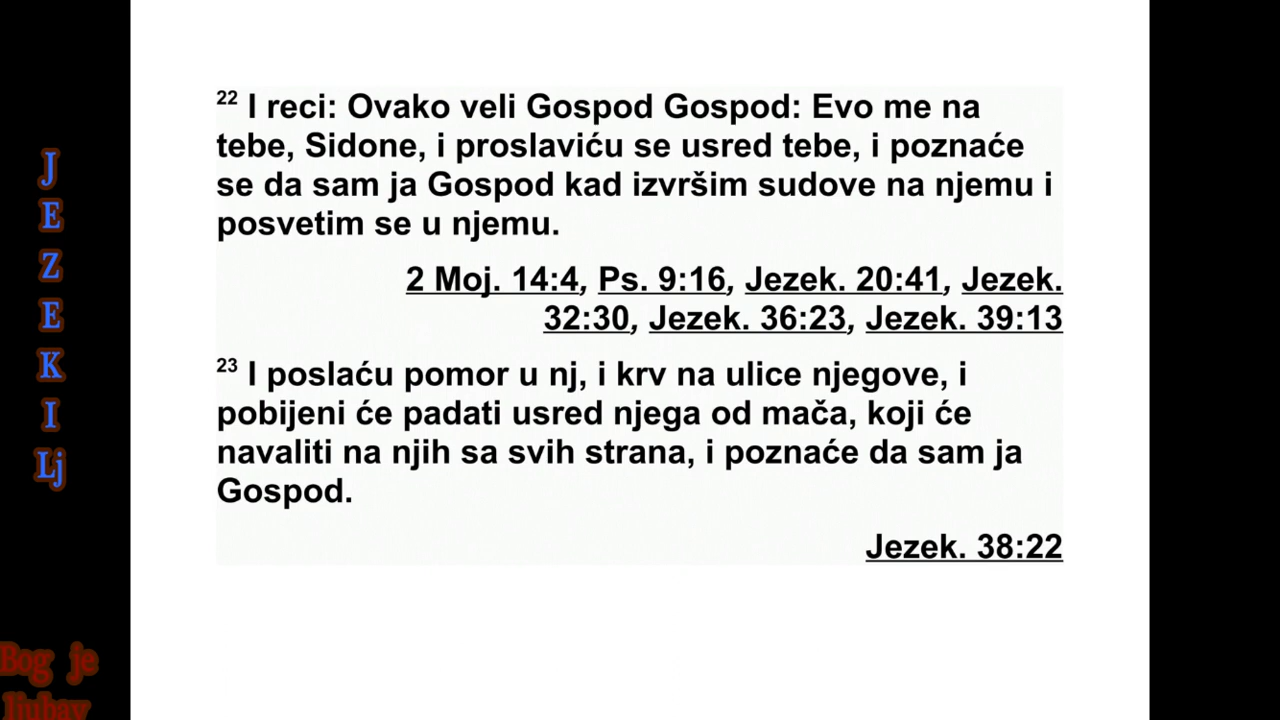 J
E
Z
E
K
I
Lj
Bog je
ljubav
22 I reci: Ovako veli Gospod Gospod: Evo me na
tebe, Sidone, i proslaviću se usred tebe, i poznaće
se da sam ja Gospod kad izvršim sudove na njemu i
posvetim se u njemu.
2 Moj. 14:4, Ps. 9:16, Jezek. 20:41, Jezek.
32:30, Jezek. 36:23, Jezek. 39:13
23 I poslaću pomor u nj, i krv na ulice njegove, i
pobijeni će padati usred njega od mača, koji će
navaliti na njih sa svih strana, i poznaće da sam ja
Gospod.
Jezek. 38:22